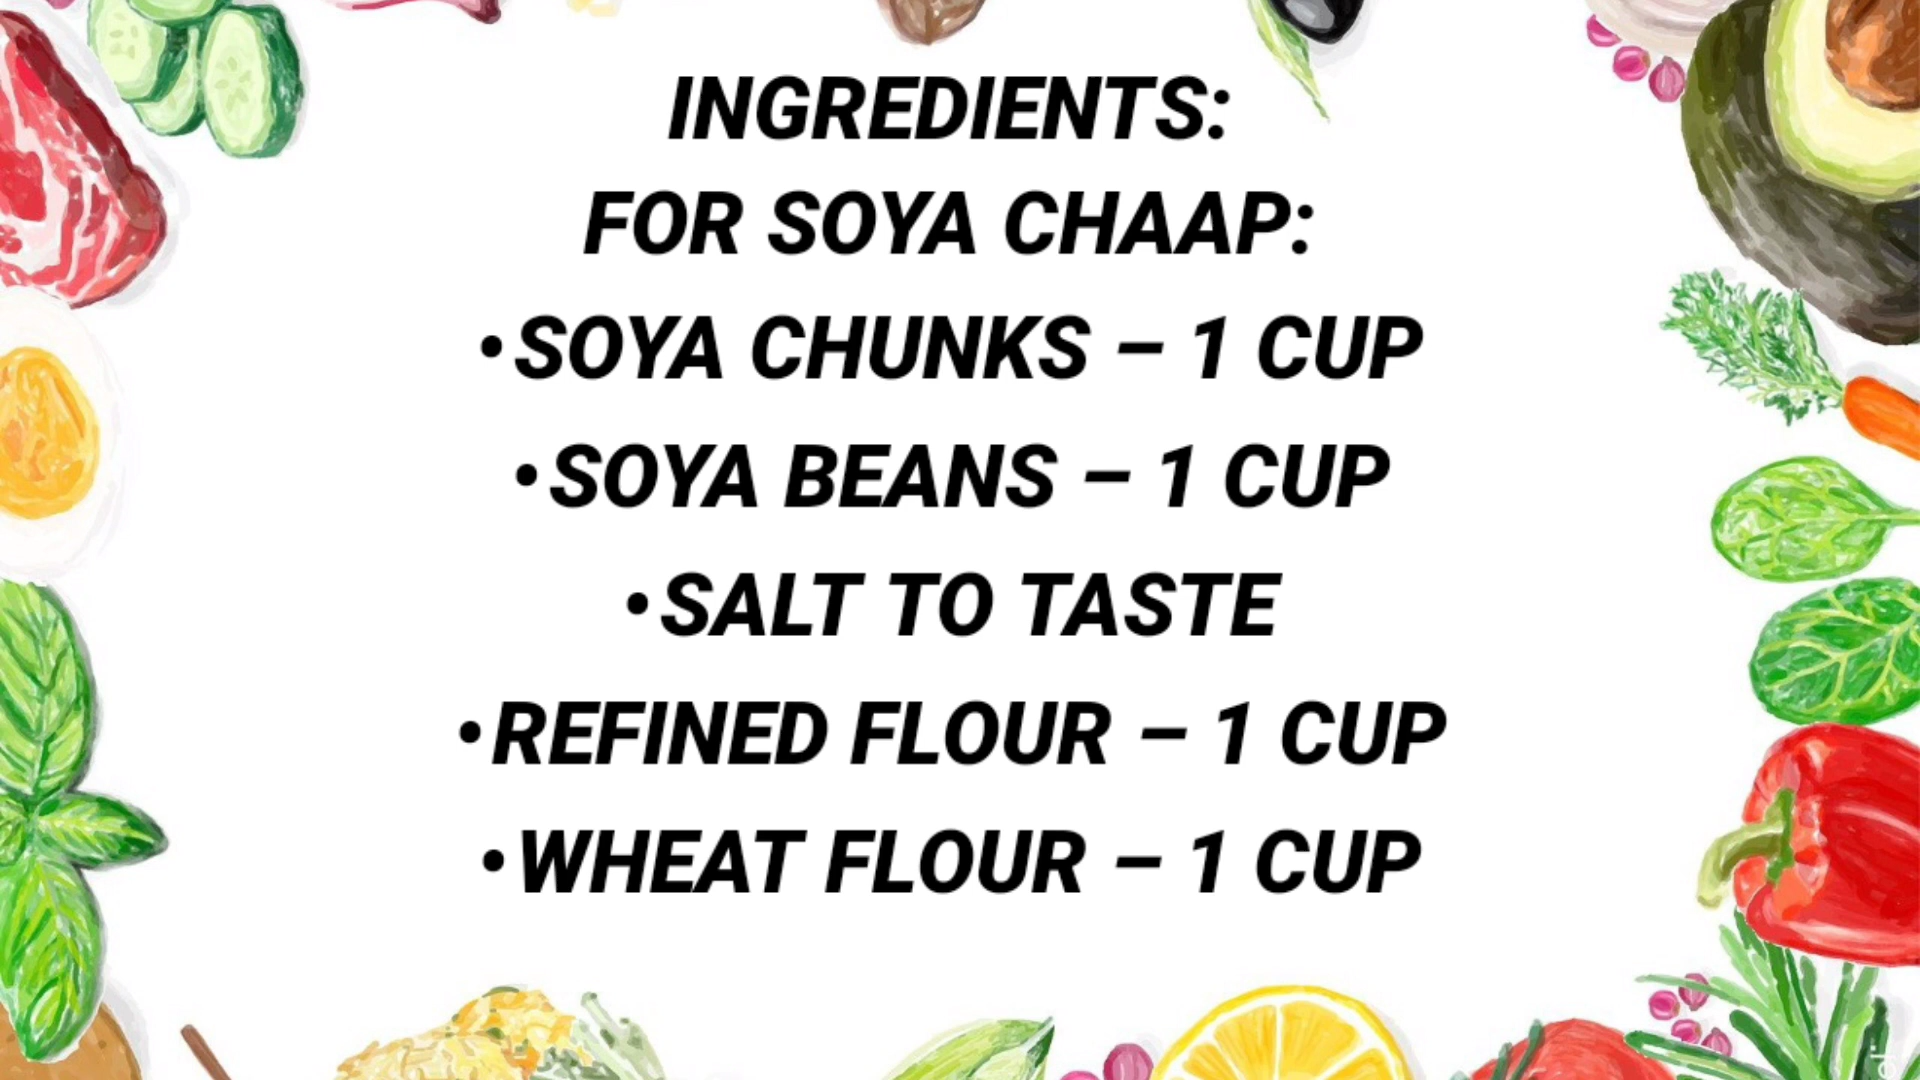 INGREDIENTS:
FOR SOYA CHAAP:
•SOYA CHUNKS – 1 CUP
•SOYA BEANS – 1 CUP
•SALT TO TASTE
•REFINED FLOUR – 1 CUP
•WHEAT FLOUR – 1 CUP